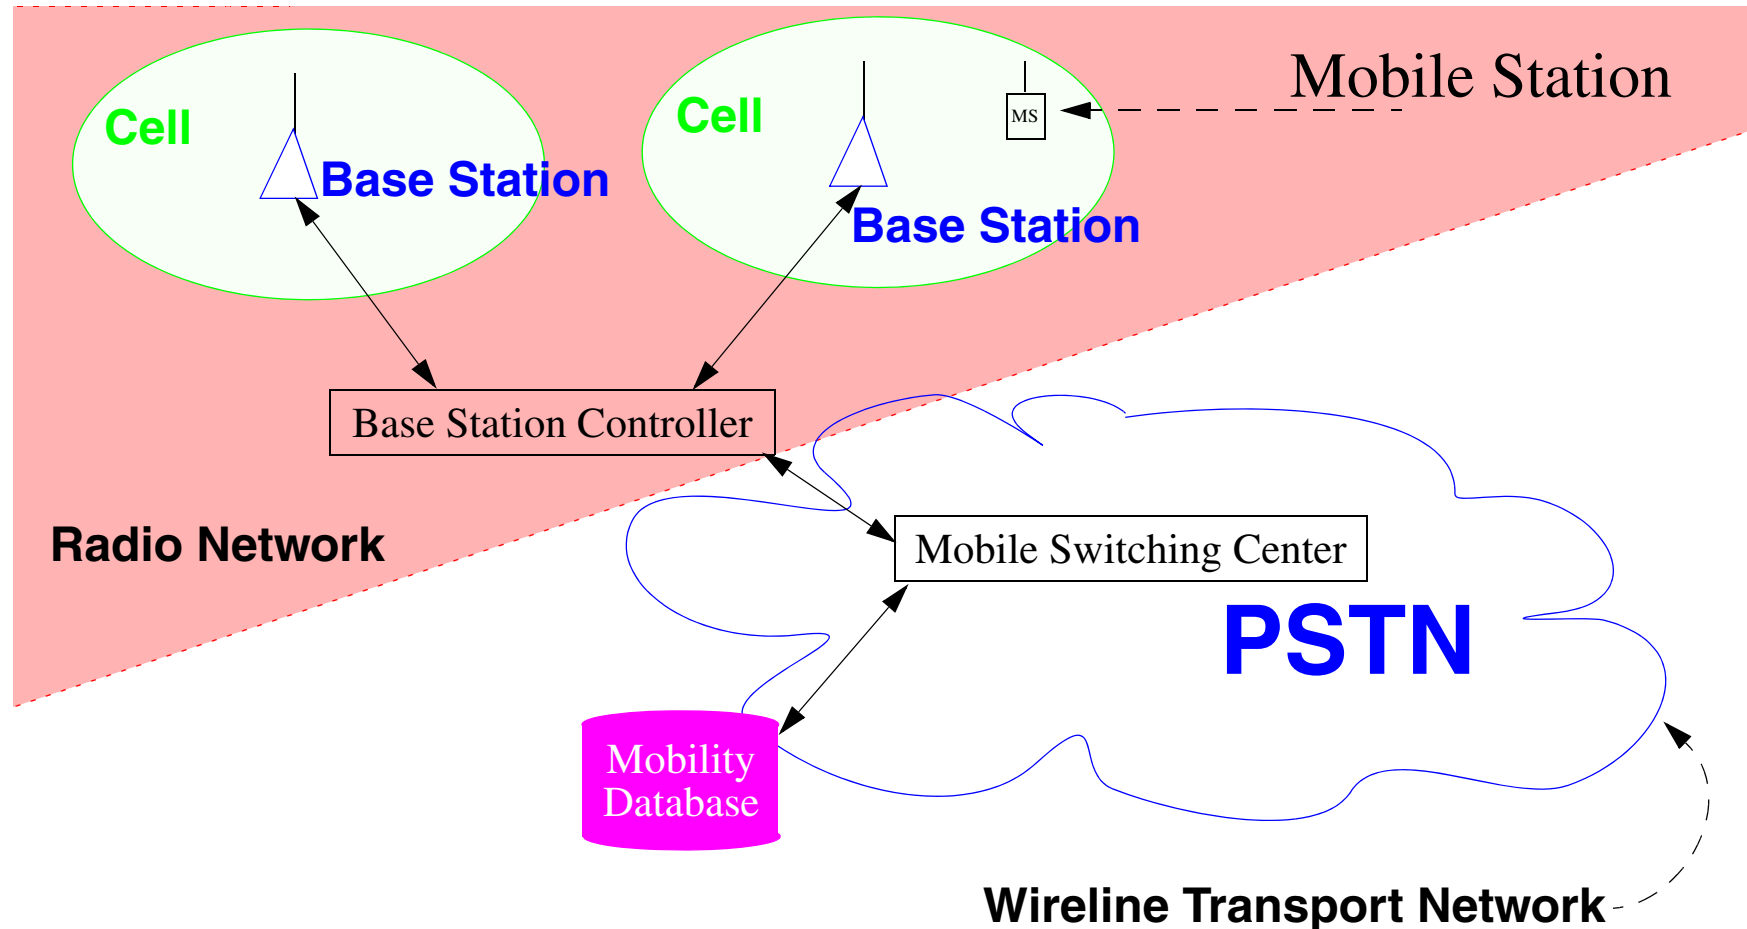 Mobile Station
Cell
Cell
MS
Base Station
Base Station
Base Station Controller
Radio Network
Mobile Switching Center
PSTN
Mobility
Database
Wireline Transport Network